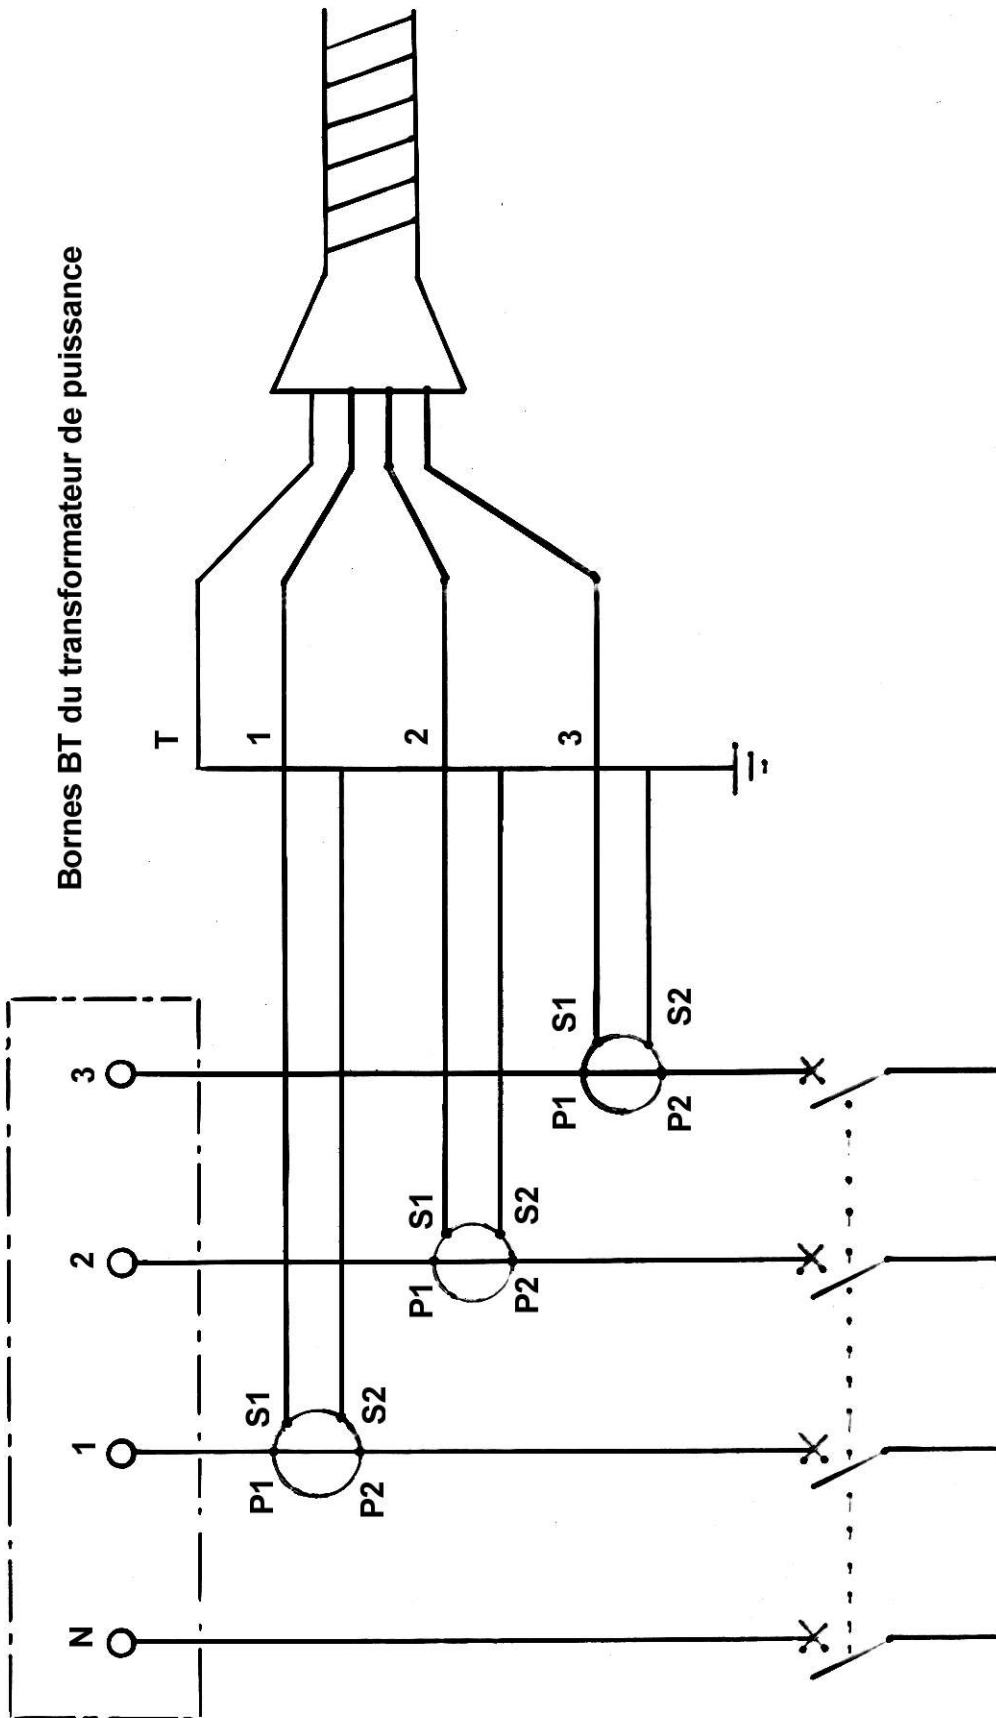 Bornes BT du transformateur de puissance
N 1 2 3
P1 S1
P2 S2
P1 S1
P2 S2
P1 S1
P2 S2
T
1
2
3